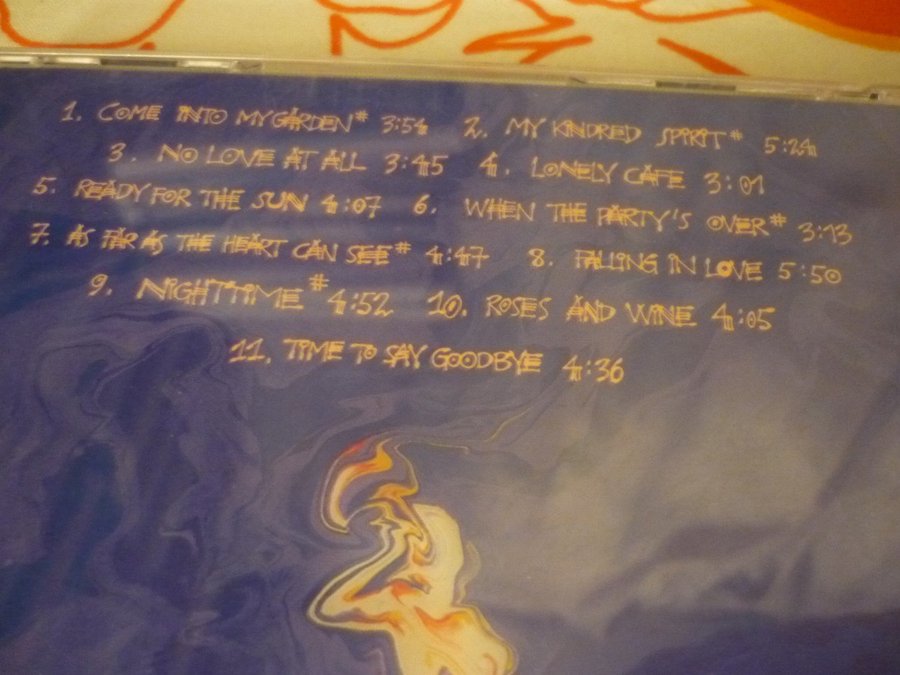 1. COME INTO MY GARDEN# 3:54 2. MY KINDRED SPIRIT# 5:24
3. NO LOVE AT ALL 3:45 4. LONELY CAFE 3:01
5. READY FOR THE SUN 4:07 6. WHEN THE PARTY'S OVER# 3:13
7. AS FAR AS THE HEART CAN SEE# 4:47 8. FALLING IN LOVE 5:50
9. NIGHTTIME# 4:52 10. ROSES AND WINE 4:05
11. TIME TO SAY GOODBYE 4:36